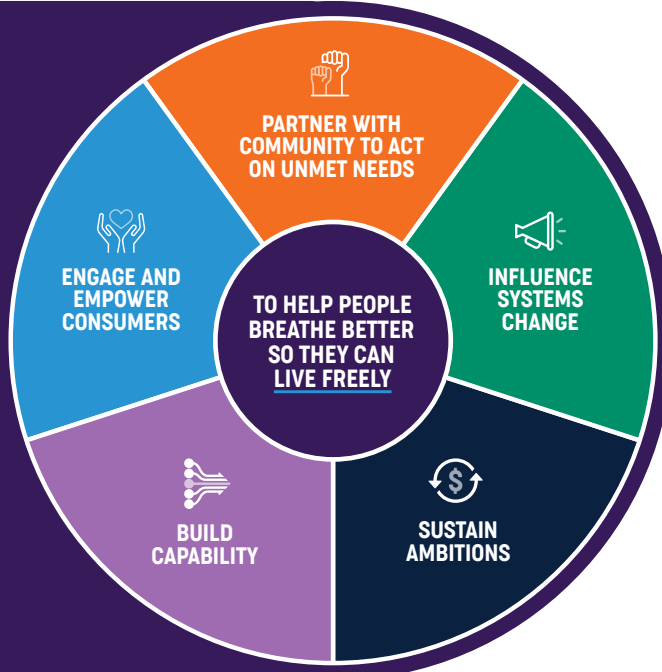 PARTNER WITH
COMMUNITY TO ACT
ON UNMET NEEDS
ENGAGE AND
EMPOWER
CONSUMERS
INFLUENCE
SYSTEMS
CHANGE
TO HELP PEOPLE
BREATHE BETTER
SO THEY CAN
LIVE FREELY
BUILD
CAPABILITY
$
SUSTAIN
AMBITIONS